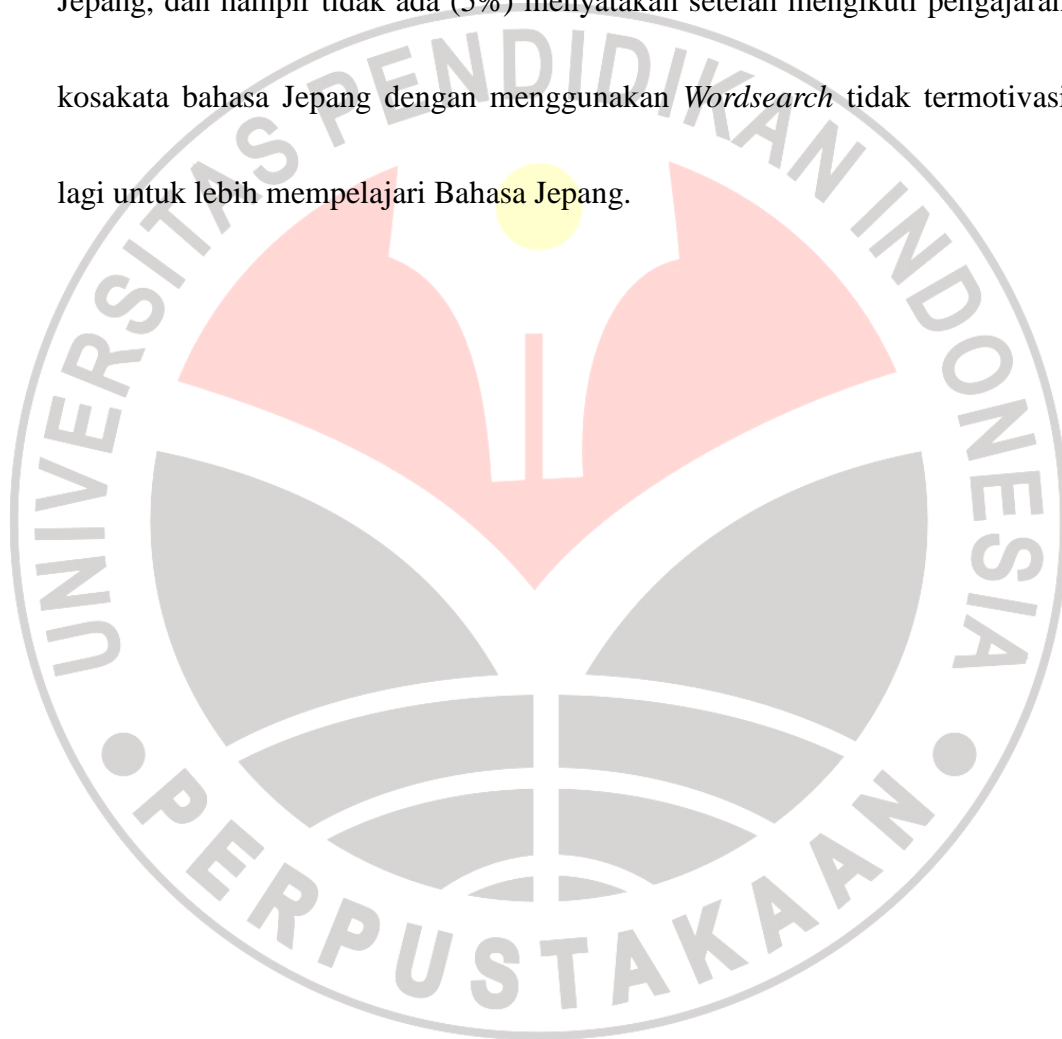 Jepang, dan hampir tidak ada (5%) menyatakan setelah mengikuti pengajaran
kosakata bahasa Jepang dengan menggunakan Wordsearch tidak termotivasi
lagi untuk lebih mempelajari Bahasa Jepang.
UNIVERSITAS PENDIDIKAN INDONESIA
PERPUSTAKAAN